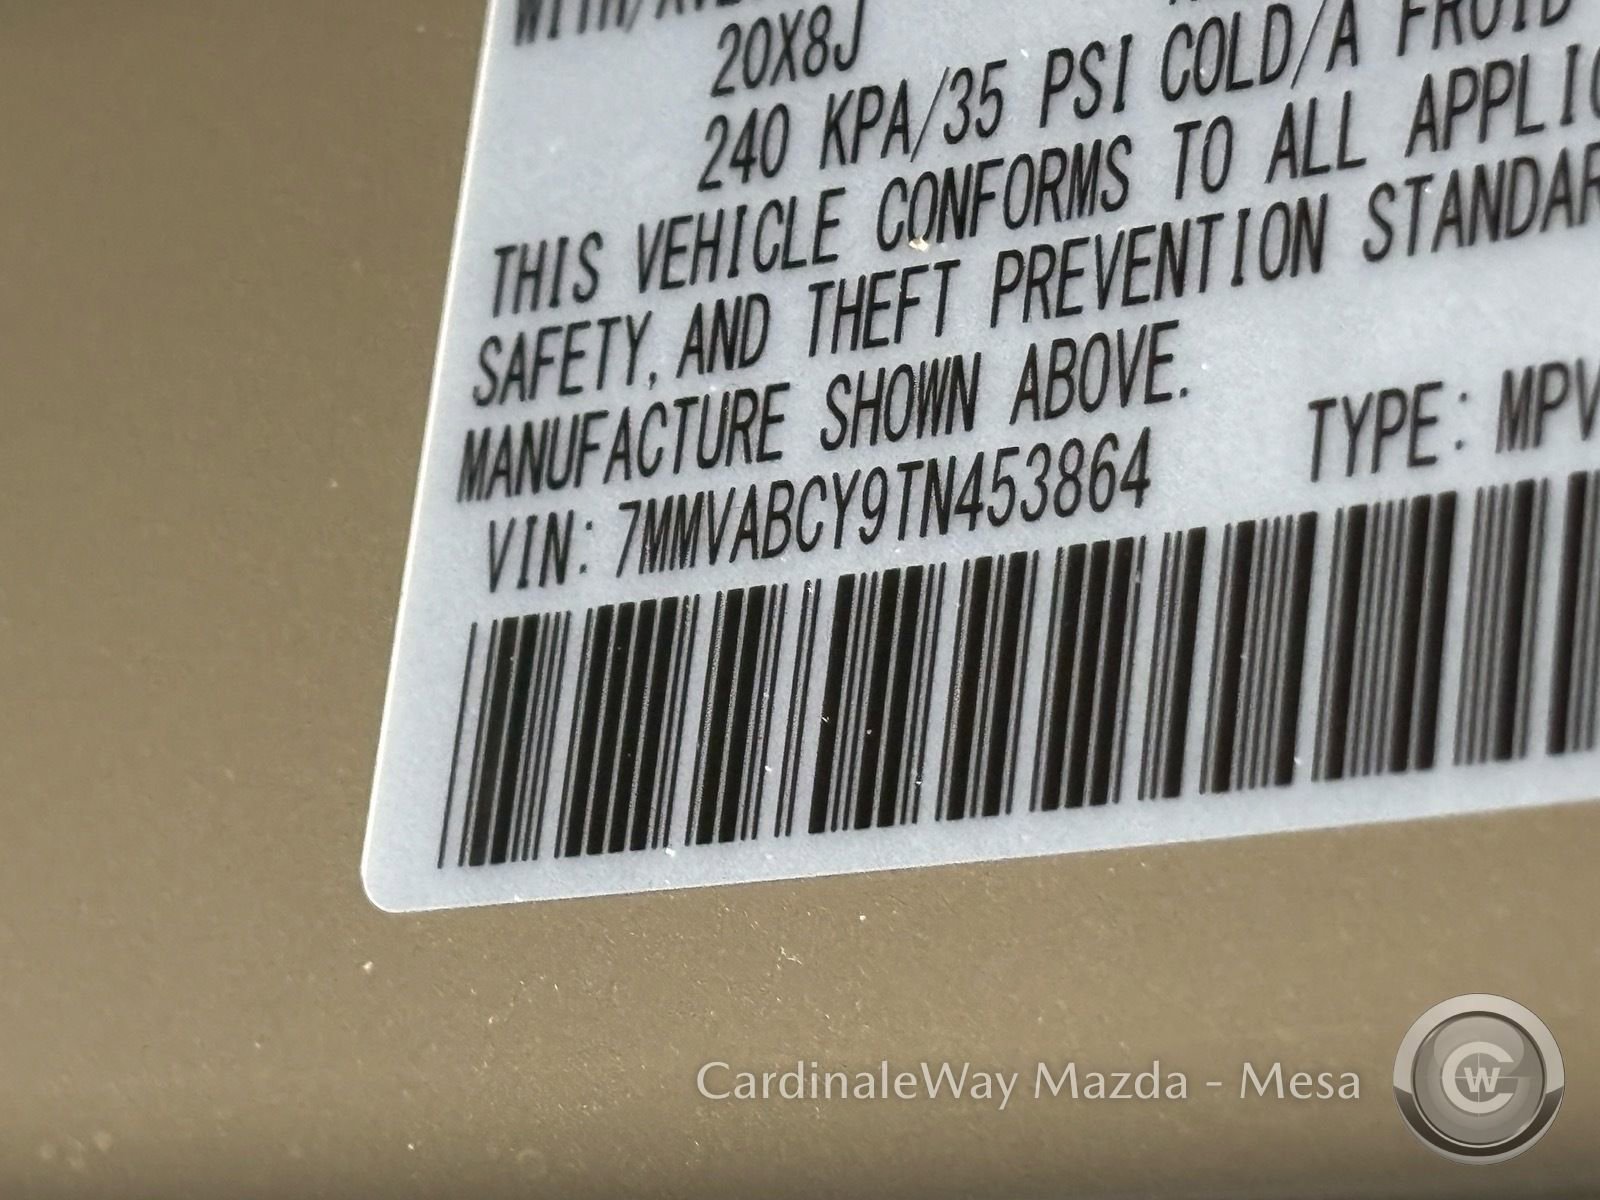 20X8J
240 KPA/35 PSI COLD/A FROID
THIS VEHICLE CONFORMS TO ALL APPLIC
SAFETY, AND THEFT PREVENTION STANDAR
MANUFACTURE SHOWN ABOVE.
VIN: 7MMVABCY9TN453864 TYPE: MPV
CardinaleWay Mazda - Mesa
CW